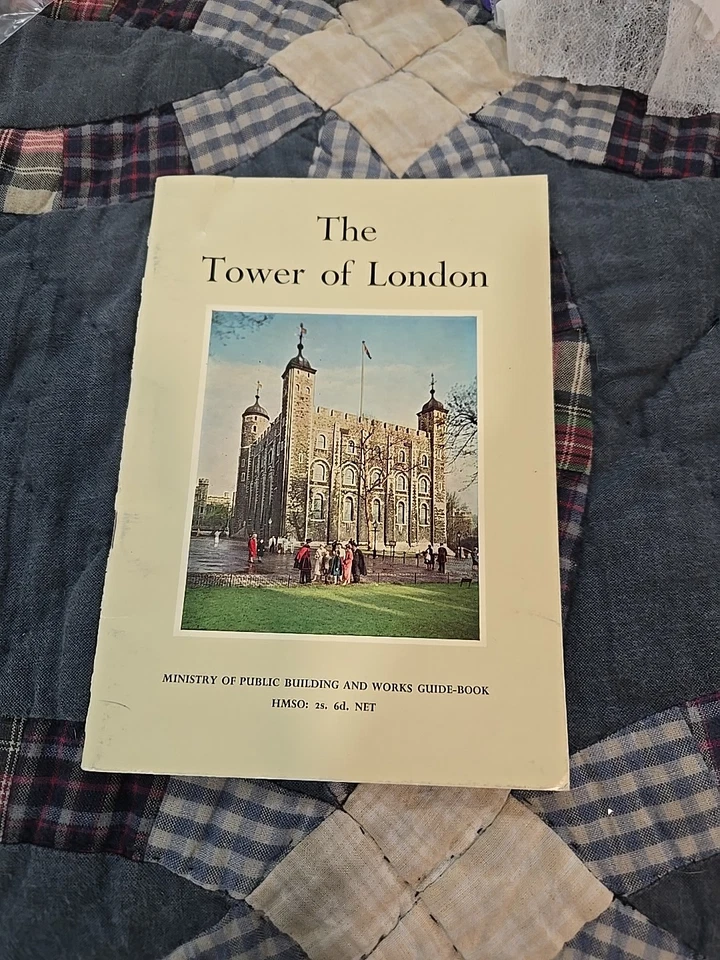 The
Tower of London
MINISTRY OF PUBLIC BUILDING AND WORKS GUIDE-BOOK
HMSO: 2s. 6d. NET